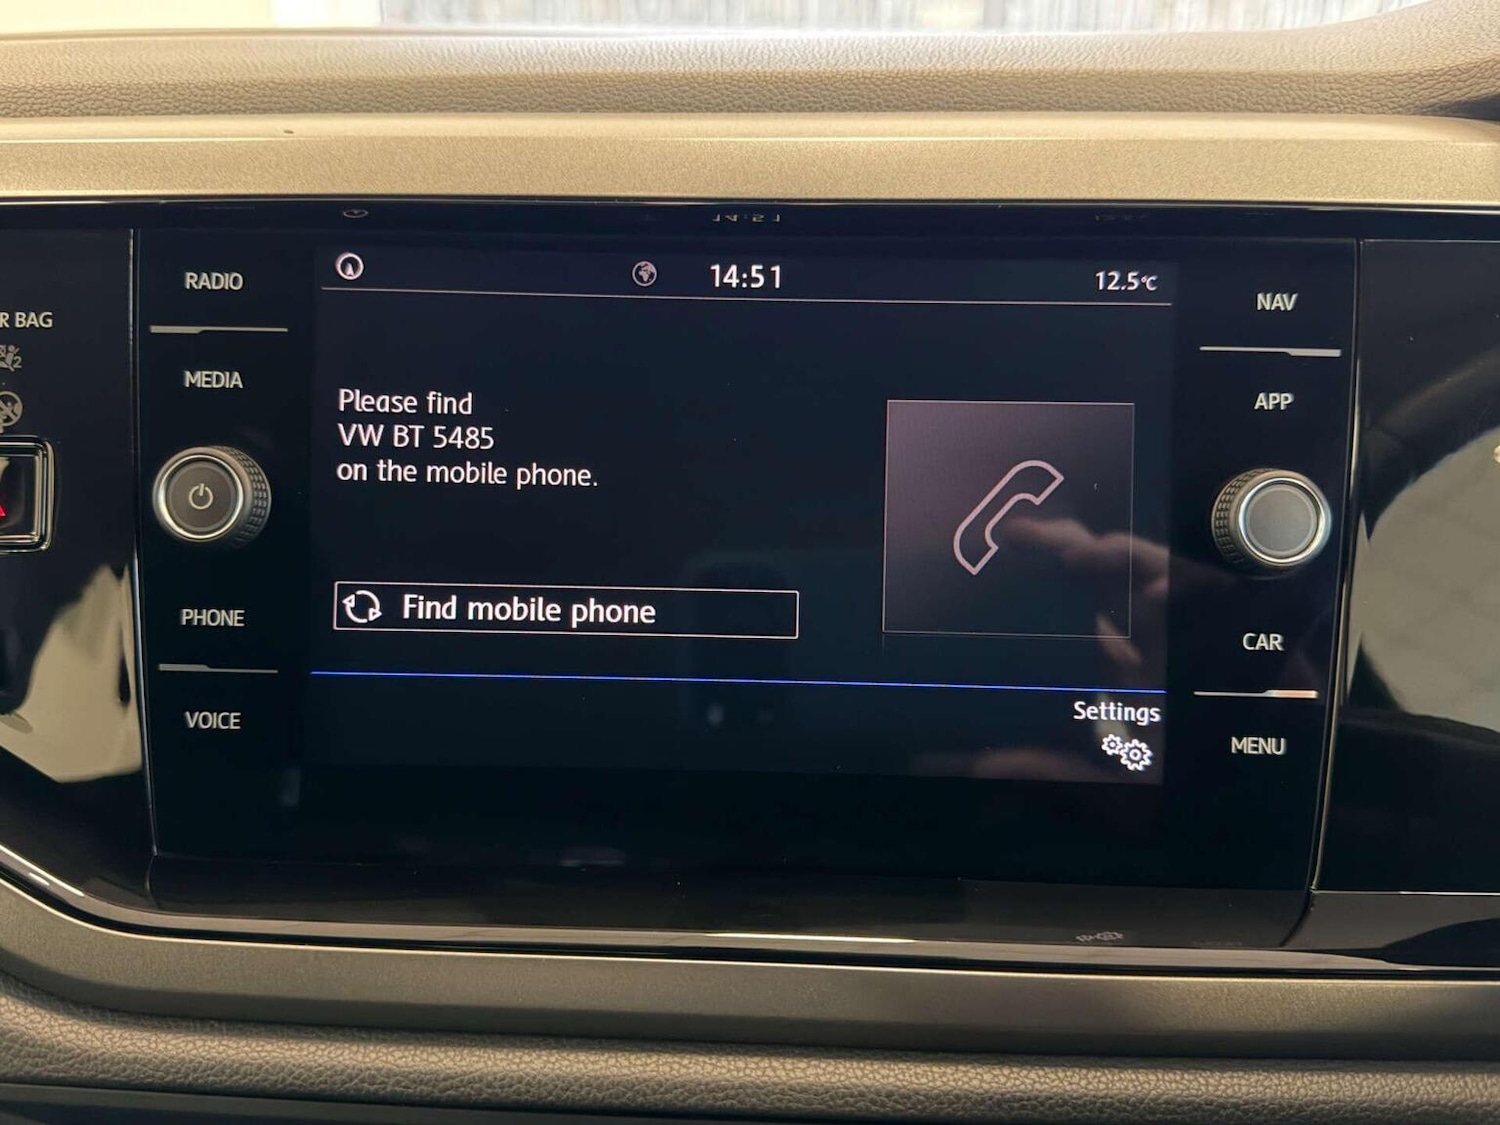 14:51
12.5°C
RADIO
MEDIA
PHONE
VOICE
R BAG
Please find
VW BT 5485
on the mobile phone.
Find mobile phone
Settings
NAV
APP
CAR
MENU